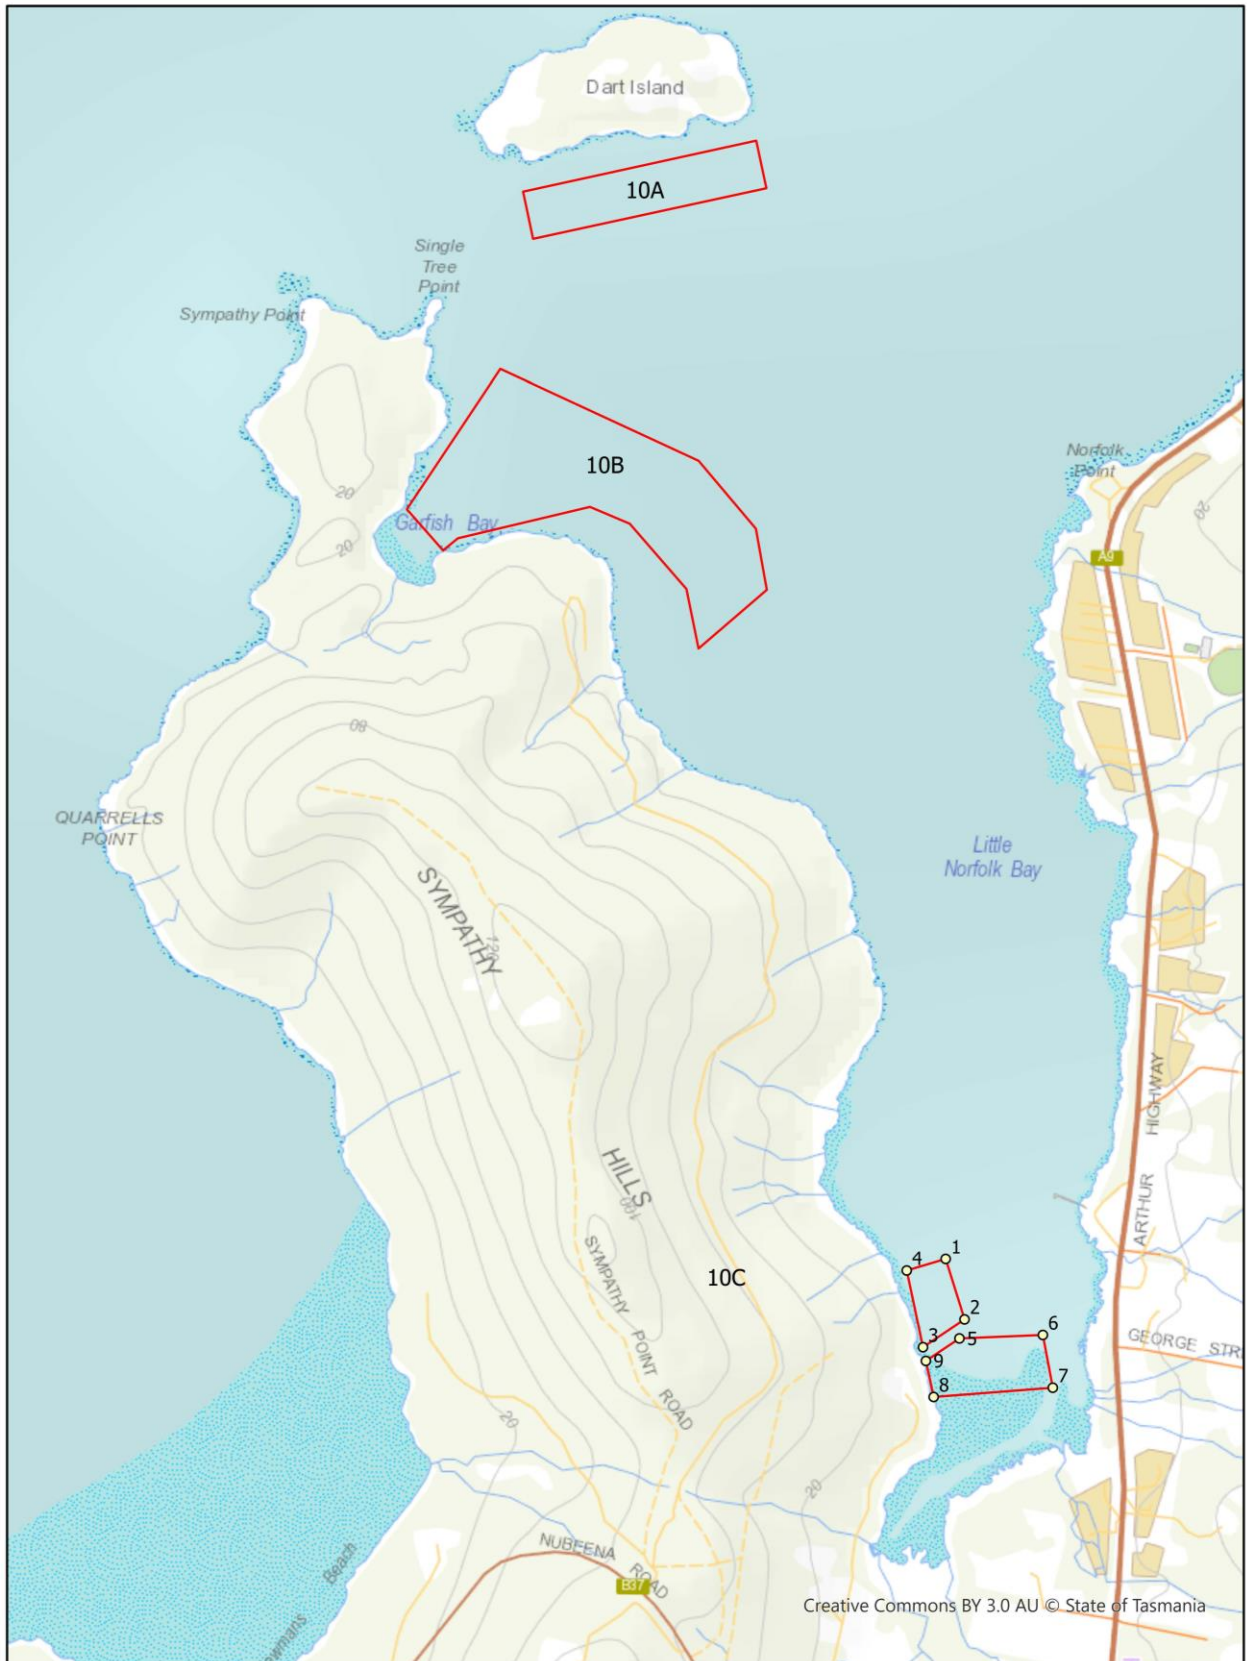 Dart Island
10A
Single
Tree
Point
Sympathy Point
Norfolk
Point
10B
20
20
Garfish Bay
20
A9
80
QUARRELLS
POINT
Little
Norfolk Bay
SYMPATHY
120
ARTHUR HIGHWAY
HILLS
100
SYMPATHY POINT ROAD
10C
4
1
2
3
5
6
9
8
7
GEORGE STR
20
20
NUBEENA ROAD
B37
Beach
Creative Commons BY 3.0 AU © State of Tasmania